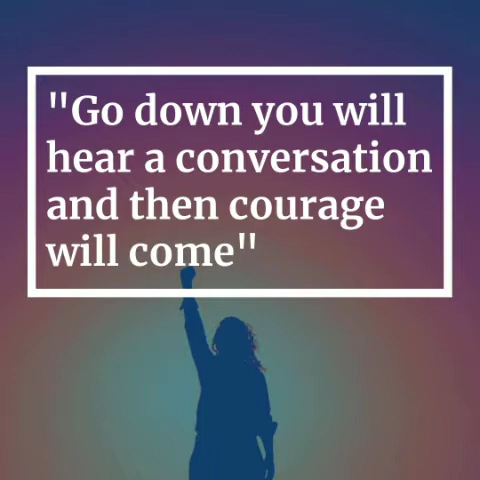 "Go down you will
hear a conversation
and then courage
will come"